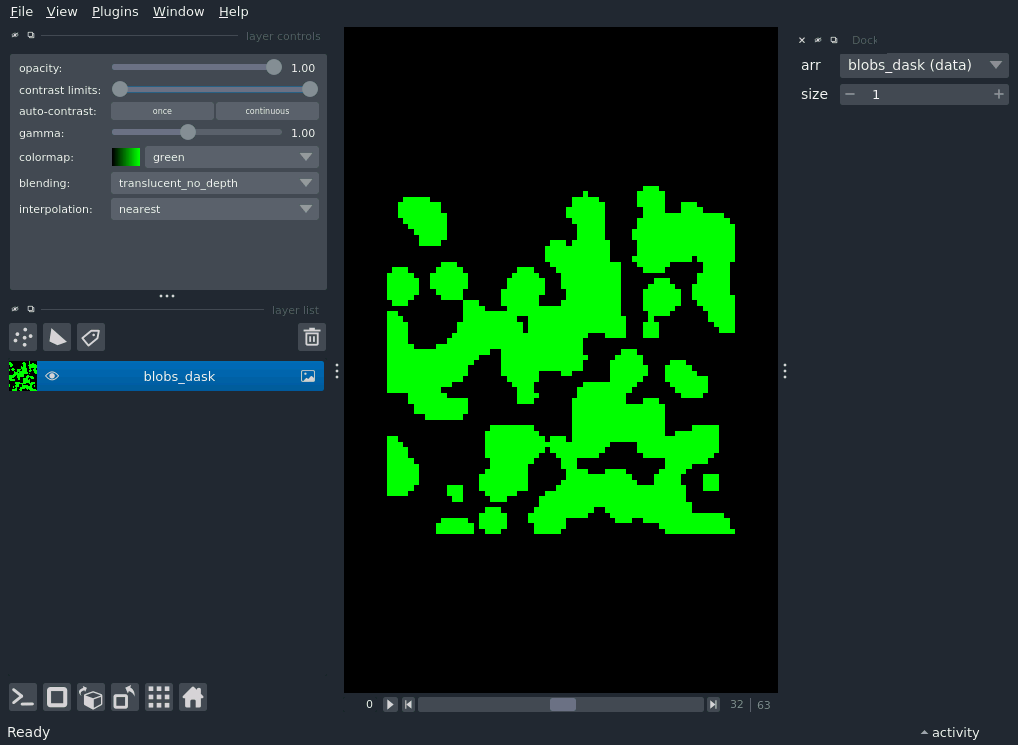 File View Plugins Window Help
layer controls
opacity: 1.00
contrast limits:
auto-contrast: once continuous
gamma: 1.00
colormap: green
blending: translucent_no_depth
interpolation: nearest
layer list
blobs_dask
0 32 63
Ready
activity
Dock
arr blobs_dask (data)
size 1